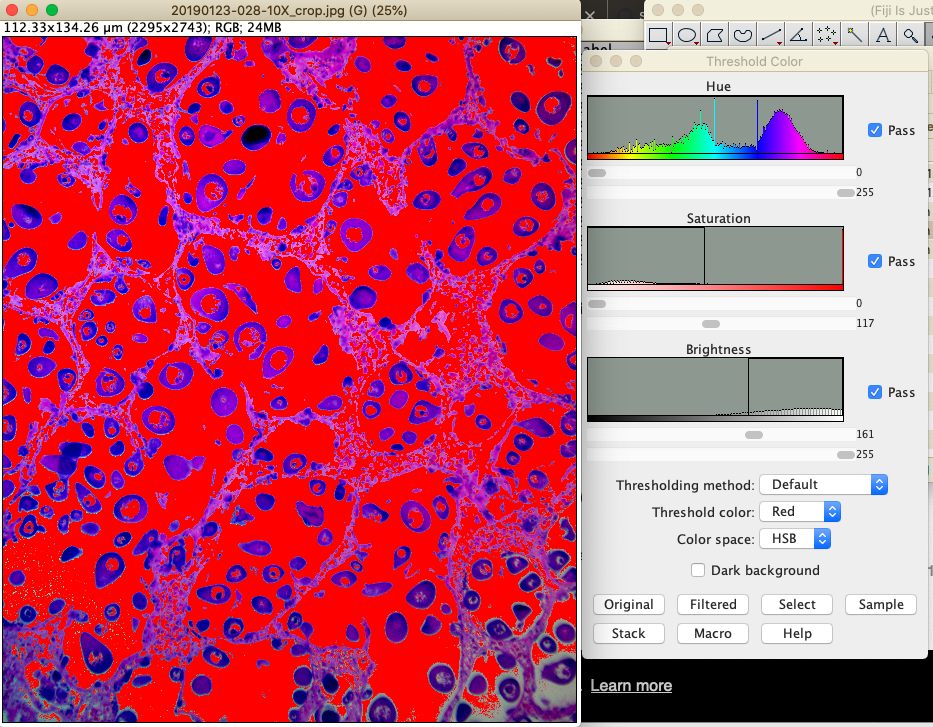 20190123-028-10X_crop.jpg (G) (25%)
112.33x134.26 µm (2295x2743); RGB; 24MB
(Fiji Is Just
A
Threshold Color
Hue
Pass
0
255
Saturation
Pass
0
117
Brightness
Pass
161
255
Thresholding method: Default
Threshold color: Red
Color space: HSB
Dark background
Original Filtered Select Sample
Stack Macro Help
Learn more